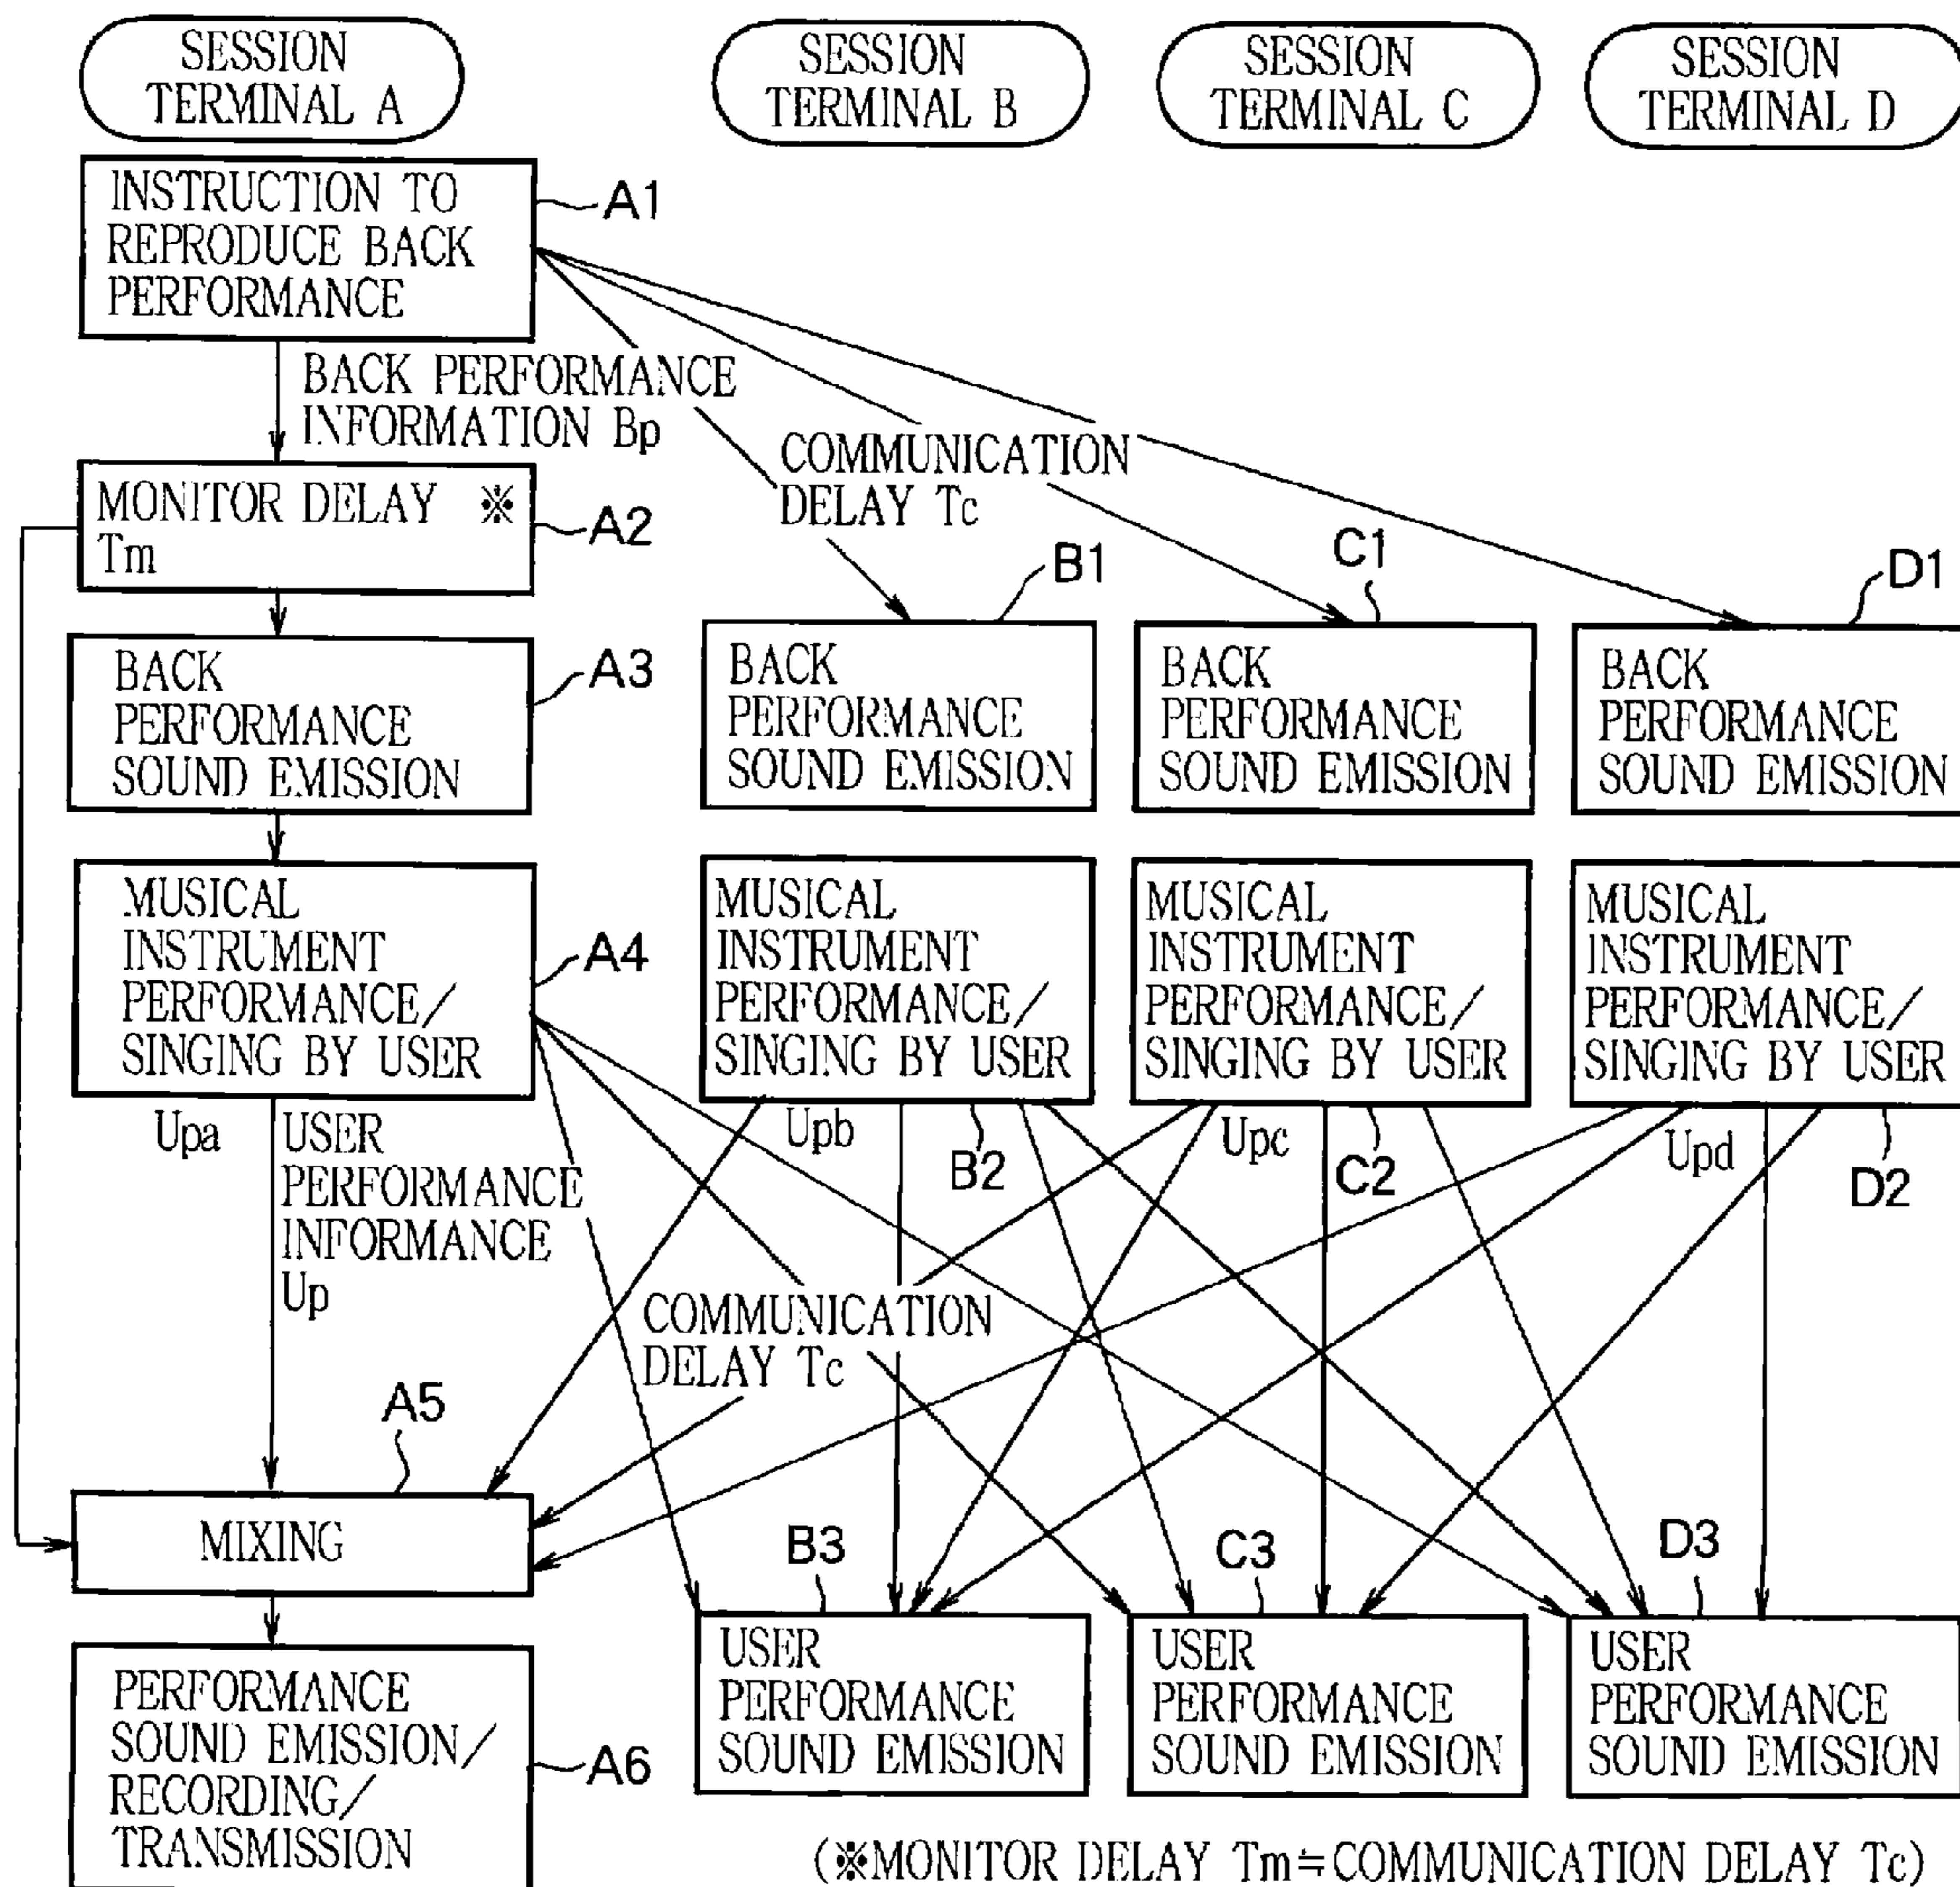 SESSION
TERMINAL A
SESSION
TERMINAL B
SESSION
TERMINAL C
SESSION
TERMINAL D
INSTRUCTION TO
REPRODUCE BACK
PERFORMANCE
A1
BACK PERFORMANCE
INFORMATION Bp
COMMUNICATION
DELAY Tc
MONITOR DELAY ※
Tm
A2
B1
C1
D1
BACK
PERFORMANCE
SOUND EMISSION
A3
BACK
PERFORMANCE
SOUND EMISSION
BACK
PERFORMANCE
SOUND EMISSION
BACK
PERFORMANCE
SOUND EMISSION
MUSICAL
INSTRUMENT
PERFORMANCE/
SINGING BY USER
A4
MUSICAL
INSTRUMENT
PERFORMANCE/
SINGING BY USER
MUSICAL
INSTRUMENT
PERFORMANCE/
SINGING BY USER
MUSICAL
INSTRUMENT
PERFORMANCE/
SINGING BY USER
Upa
USER
PERFORMANCE
INFORMANCE
Up
Upb
B2
Upc
C2
Upd
D2
COMMUNICATION
DELAY Tc
A5
MIXING
B3
C3
D3
USER
PERFORMANCE
SOUND EMISSION
USER
PERFORMANCE
SOUND EMISSION
USER
PERFORMANCE
SOUND EMISSION
PERFORMANCE
SOUND EMISSION/
RECORDING/
TRANSMISSION
A6
(※MONITOR DELAY Tm≒COMMUNICATION DELAY Tc)